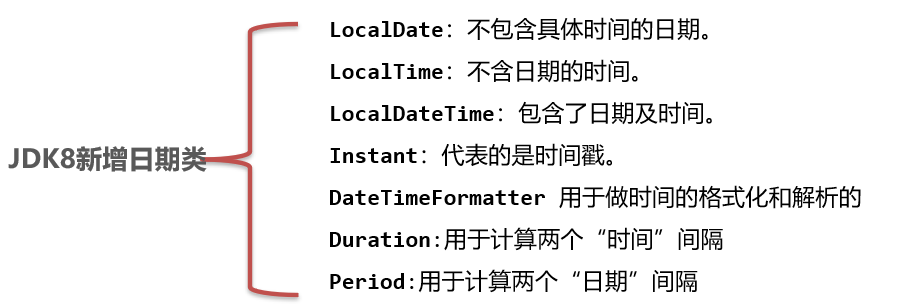 JDK8新增日期类
LocalDate：不包含具体时间的日期。
LocalTime：不含日期的时间。
LocalDateTime：包含了日期及时间。
Instant：代表的是时间戳。
DateTimeFormatter 用于做时间的格式化和解析的
Duration:用于计算两个“时间”间隔
Period:用于计算两个“日期”间隔